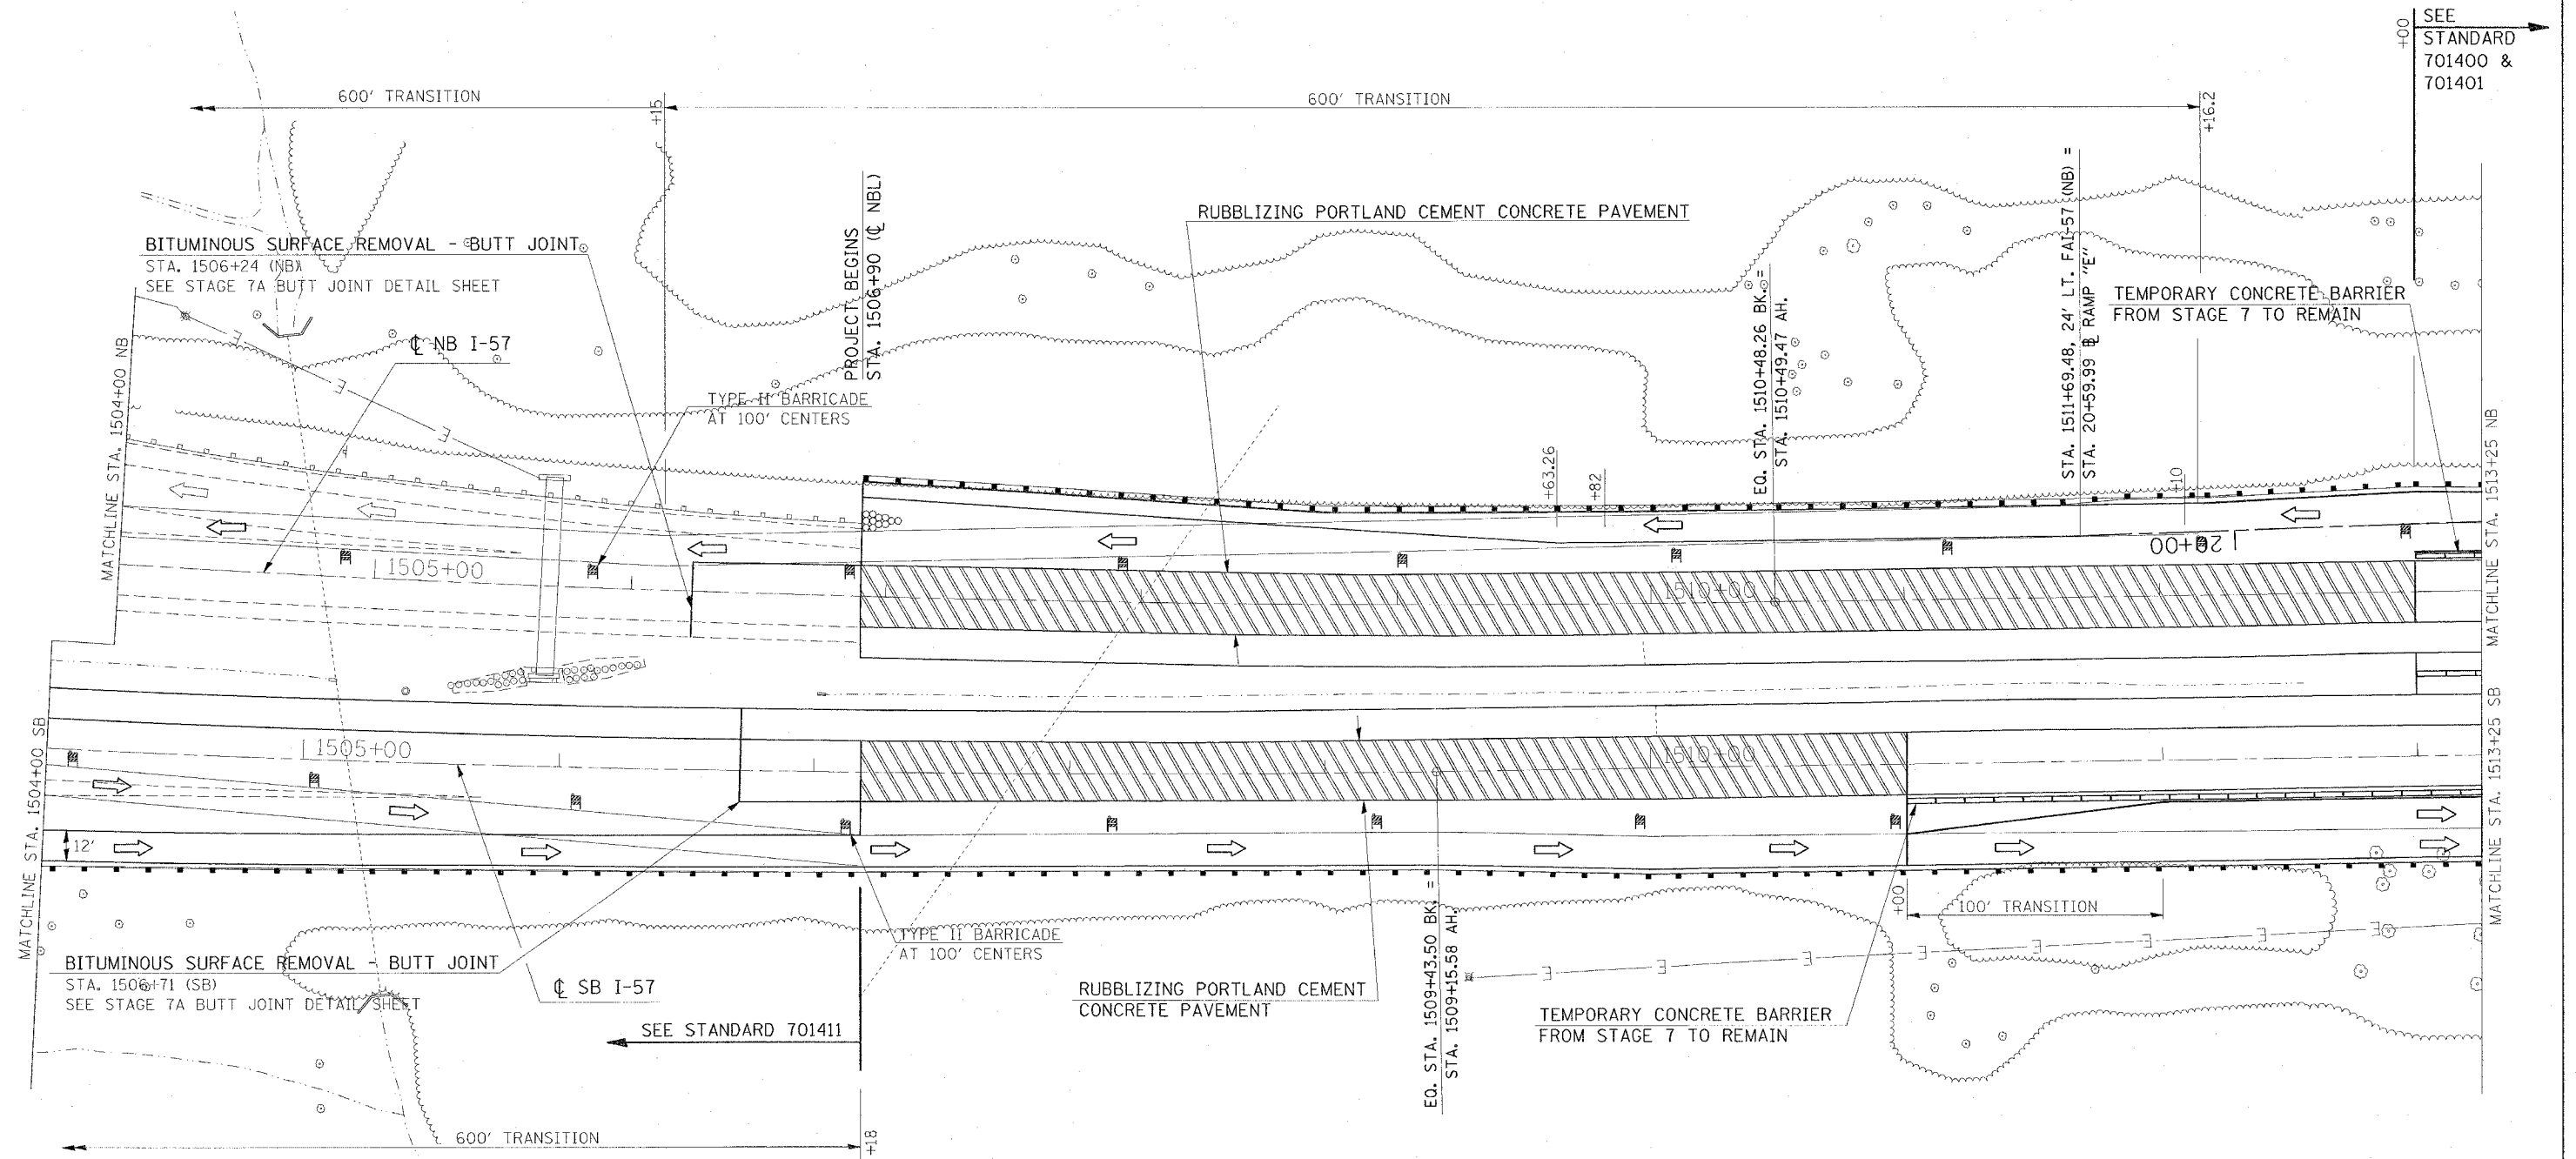 SEE
STANDARD
701400 &
701401
+00
600' TRANSITION
+15
600' TRANSITION
+16.2
PROJECT BEGINS
STA. 1506+90 (℄ NBL)
RUBBLIZING PORTLAND CEMENT CONCRETE PAVEMENT
STA. 1511+69.48, 24' LT. FAI-57 (NB) =
STA. 20+59.99 ℄ RAMP "E"
BITUMINOUS SURFACE REMOVAL - BUTT JOINT
STA. 1506+24 (NB)
SEE STAGE 7A BUTT JOINT DETAIL SHEET
EQ. STA. 1510+48.26 BK. =
STA. 1510+49.47 AH.
TEMPORARY CONCRETE BARRIER
FROM STAGE 7 TO REMAIN
℄ NB I-57
TYPE II BARRICADE
AT 100' CENTERS
MATCHLINE STA. 1504+00 NB
+63.26
+82
+10
20+00
MATCHLINE STA. 1513+25 NB
1505+00
1510+00
E
E
E
1505+00
1510+00
MATCHLINE STA. 1504+00 SB
MATCHLINE STA. 1513+25 SB
12'
+00
100' TRANSITION
TYPE II BARRICADE
AT 100' CENTERS
BITUMINOUS SURFACE REMOVAL - BUTT JOINT
STA. 1506+71 (SB)
SEE STAGE 7A BUTT JOINT DETAIL SHEET
℄ SB I-57
EQ. STA. 1509+43.50 BK. =
STA. 1509+15.58 AH.
RUBBLIZING PORTLAND CEMENT
CONCRETE PAVEMENT
TEMPORARY CONCRETE BARRIER
FROM STAGE 7 TO REMAIN
E
E
E
E
E
E
E
E
SEE STANDARD 701411
600' TRANSITION
+18